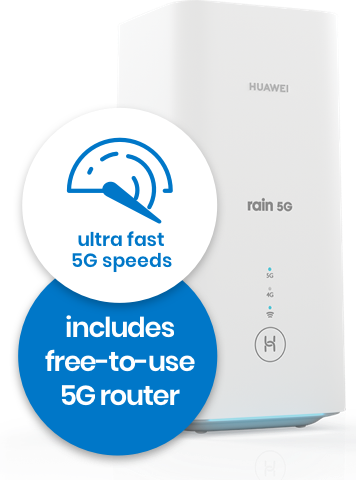 HUAWEI
rain 5G
5G
4G
ultra fast
5G speeds
includes
free-to-use
5G router